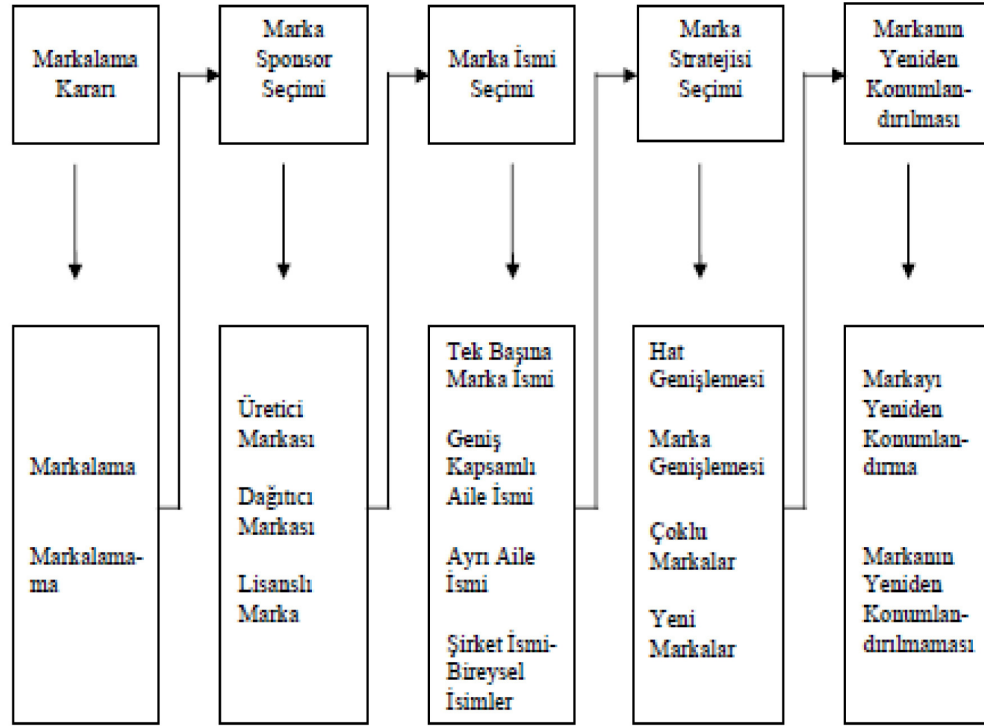 Markalama
Kararı
Marka
Sponsor
Seçimi
Marka İsmi
Seçimi
Marka
Stratejisi
Seçimi
Markanın
Yeniden
Konumlan-
dırılması
Markalama
Markalama-
ma
Üretici
Markası
Dağıtıcı
Markası
Lisanslı
Marka
Tek Başına
Marka İsmi
Geniş
Kapsamlı
Aile İsmi
Ayrı Aile
İsmi
Şirket İsmi-
Bireysel
İsimler
Hat
Genişlemesi
Marka
Genişlemesi
Çoklu
Markalar
Yeni
Markalar
Markayı
Yeniden
Konumlan-
dırma
Markanın
Yeniden
Konumlan-
dırılmaması